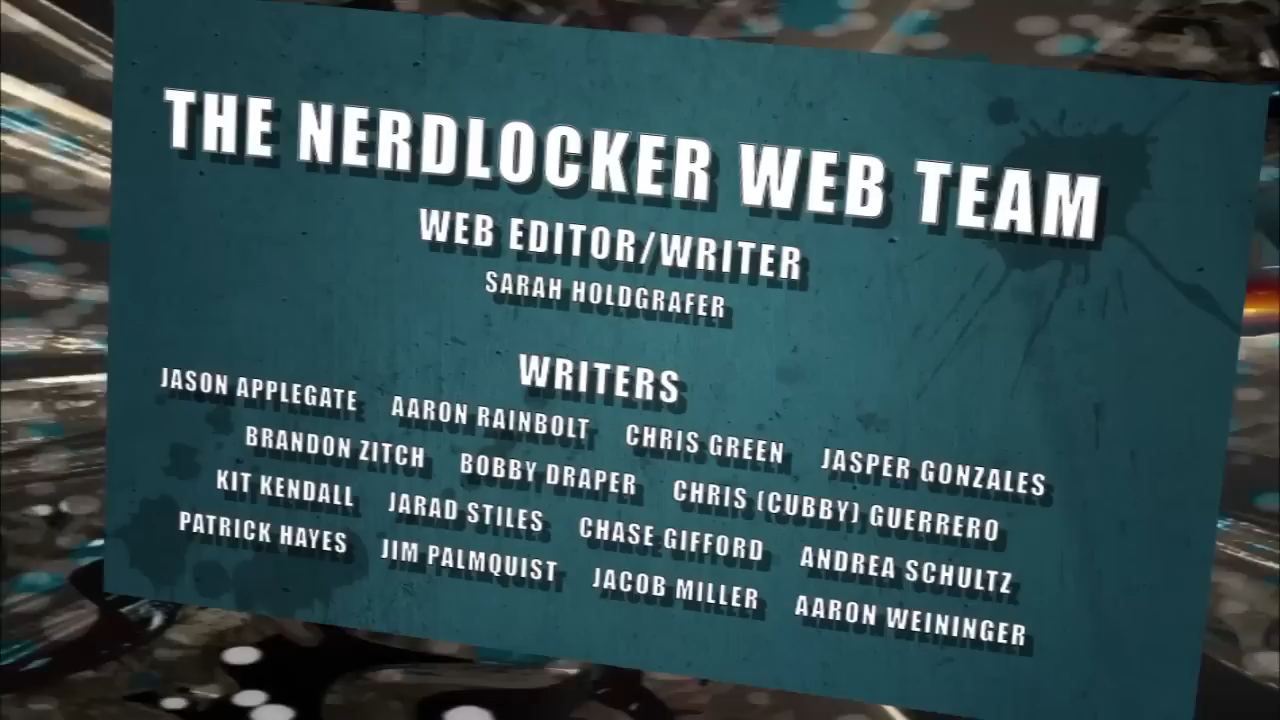 THE NERDLOCKER WEB TEAM
WEB EDITOR/WRITER
SARAH HOLDGRAFER
WRITERS
JASON APPLEGATE AARON RAINBOLT CHRIS GREEN JASPER GONZALES
BRANDON ZITCH BOBBY DRAPER CHRIS (CUBBY) GUERRERO
KIT KENDALL JARAD STILES CHASE GIFFORD ANDREA SCHULTZ
PATRICK HAYES JIM PALMQUIST JACOB MILLER AARON WEININGER